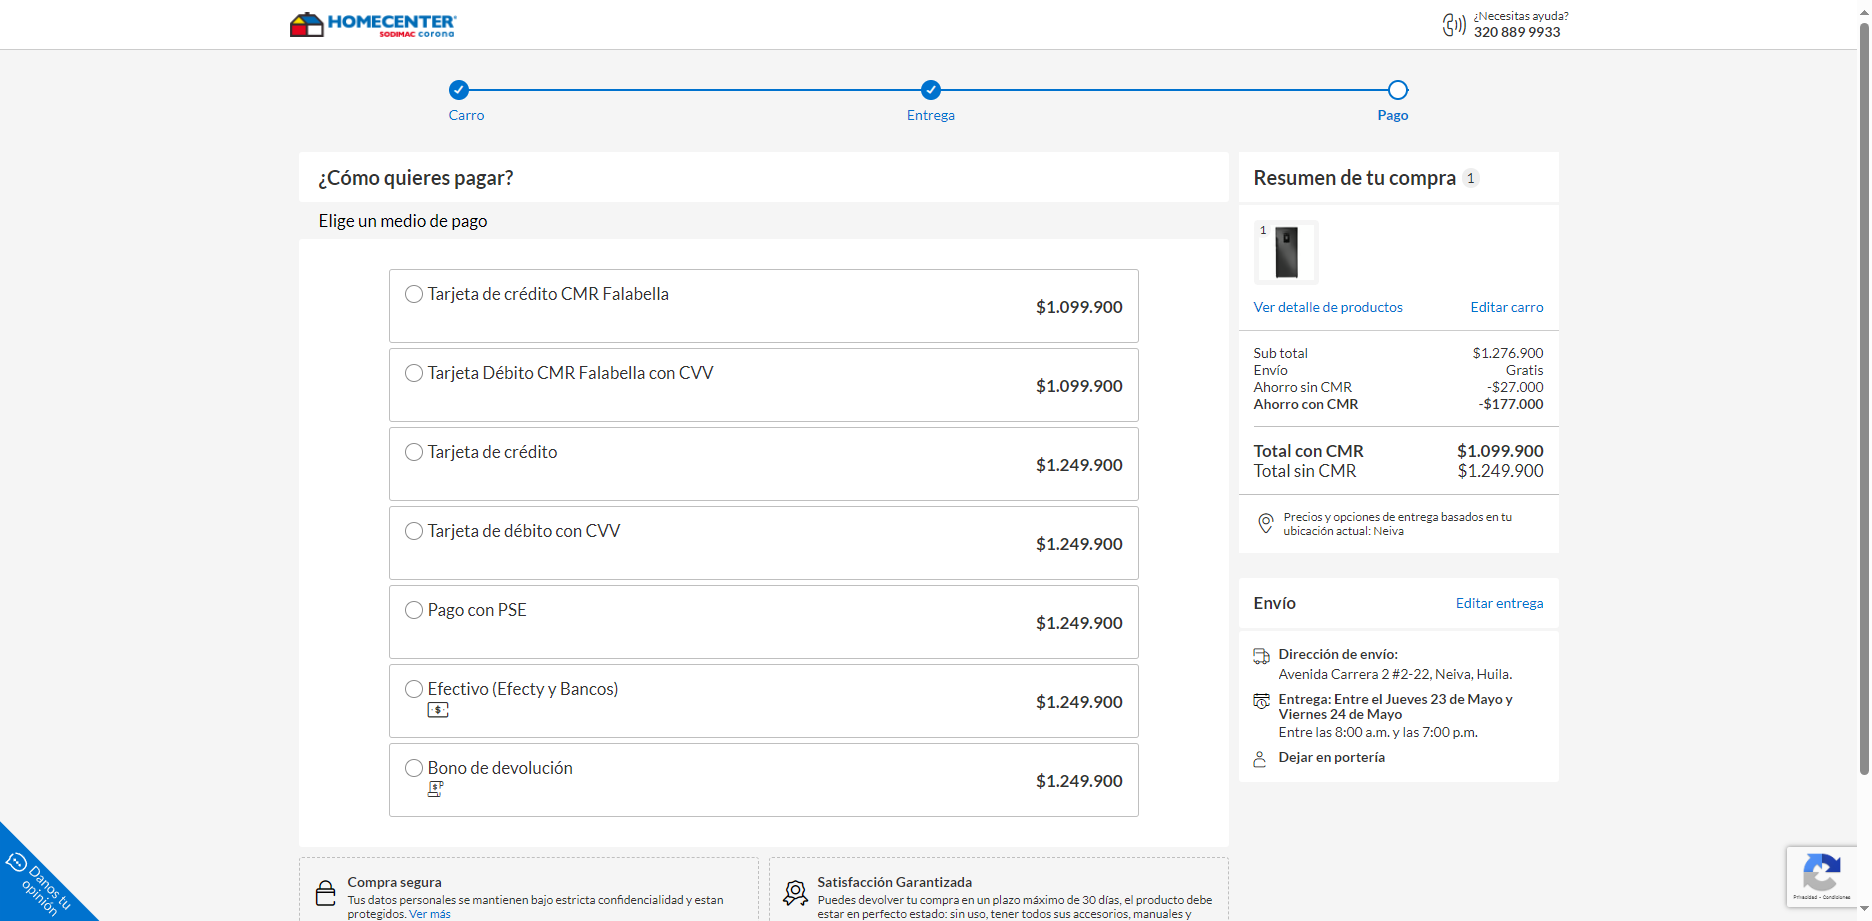 HOMECENTER
SODIMAC corona
¿Necesitas ayuda?
320 889 9933
Carro
Entrega
Pago
¿Cómo quieres pagar?
Elige un medio de pago
Tarjeta de crédito CMR Falabella
$1.099.900
Tarjeta Débito CMR Falabella con CVV
$1.099.900
Tarjeta de crédito
$1.249.900
Tarjeta de débito con CVV
$1.249.900
Pago con PSE
$1.249.900
Efectivo (Efecty y Bancos)
$1.249.900
Bono de devolución
$1.249.900
Resumen de tu compra 1
1
Ver detalle de productos Editar carro
Sub total $1.276.900
Envío Gratis
Ahorro sin CMR -$27.000
Ahorro con CMR -$177.000
Total con CMR $1.099.900
Total sin CMR $1.249.900
Precios y opciones de entrega basados en tu
ubicación actual: Neiva
Envío Editar entrega
Dirección de envío:
Avenida Carrera 2 #2-22, Neiva, Huila.
Entrega: Entre el Jueves 23 de Mayo y
Viernes 24 de Mayo
Entre las 8:00 a.m. y las 7:00 p.m.
Dejar en portería
Compra segura
Tus datos personales se mantienen bajo estricta confidencialidad y estan
protegidos. Ver más
Satisfacción Garantizada
Puedes devolver tu compra en un plazo máximo de 30 días, el producto debe
estar en perfecto estado: sin uso, tener todos sus accesorios, manuales y
Danos tu
opinión
Privacidad - Condiciones